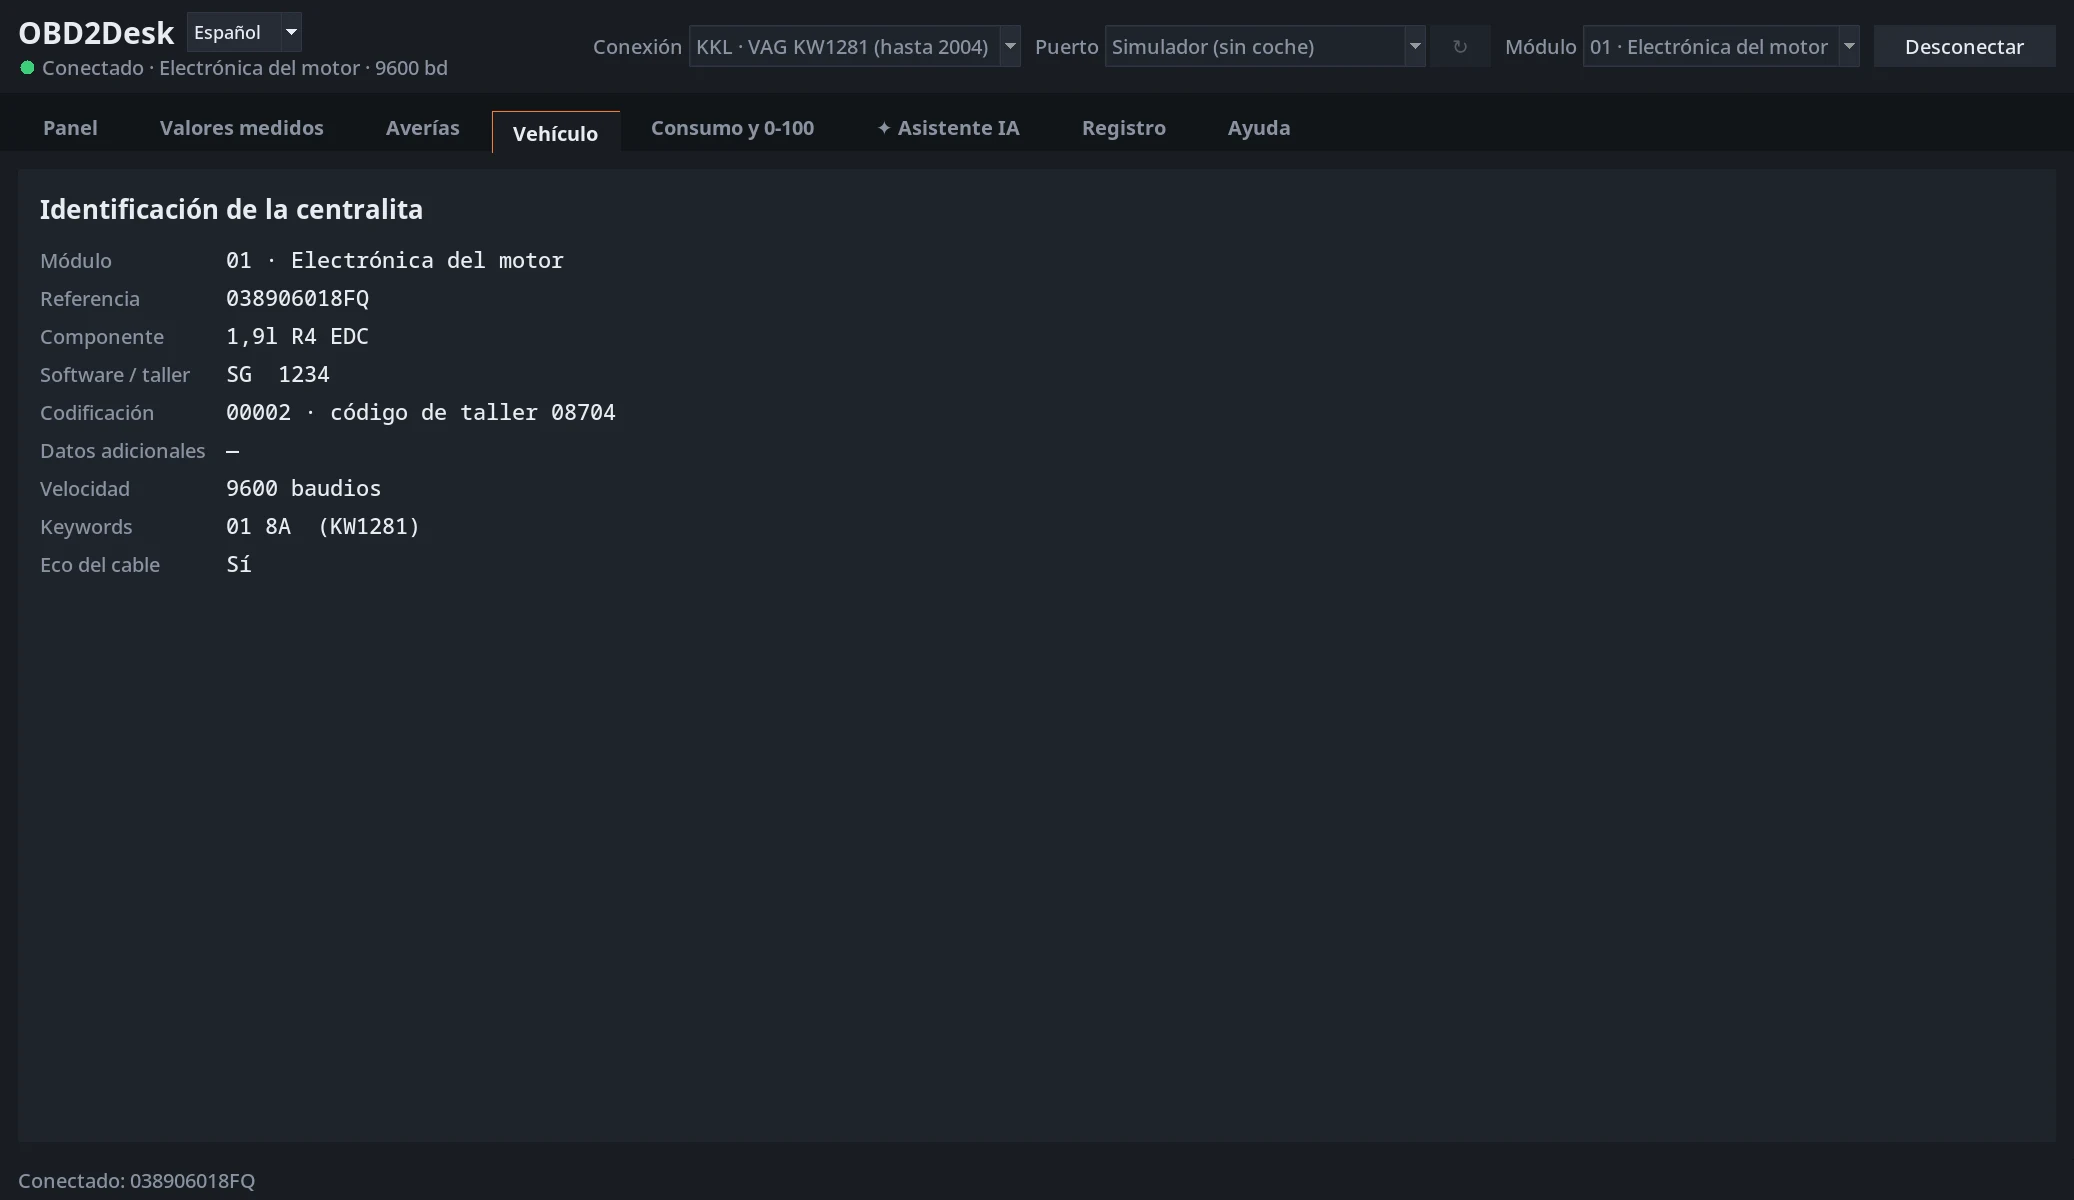 OBD2Desk Español
Conectado · Electrónica del motor · 9600 bd
Conexión KKL · VAG KW1281 (hasta 2004) Puerto Simulador (sin coche) ↻ Módulo 01 · Electrónica del motor Desconectar
Panel Valores medidos Averías Vehículo Consumo y 0-100 ✦ Asistente IA Registro Ayuda
Identificación de la centralita
Módulo 01 · Electrónica del motor
Referencia 038906018FQ
Componente 1,9l R4 EDC
Software / taller SG  1234
Codificación 00002 · código de taller 08704
Datos adicionales —
Velocidad 9600 baudios
Keywords 01 8A  (KW1281)
Eco del cable Sí
Conectado: 038906018FQ